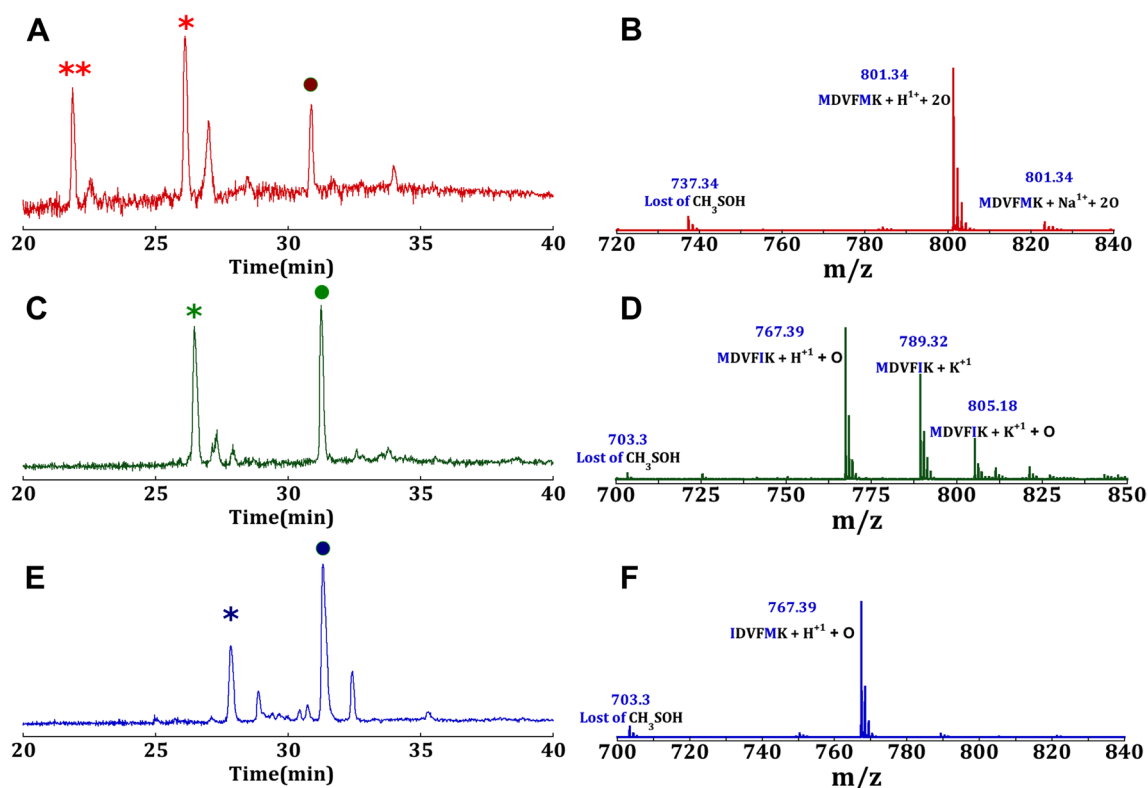 A
**
*
20 25 30 35 40
Time(min)
B
801.34
MDVFMK + H¹⁺ + 2O
737.34
Lost of CH₃SOH
801.34
MDVFMK + Na¹⁺ + 2O
720 740 760 780 800 820 840
m/z
C
*
20 25 30 35 40
Time(min)
D
767.39
MDVFIK + H⁺¹ + O
789.32
MDVFIK + K⁺¹
805.18
MDVFIK + K⁺¹ + O
703.3
Lost of CH₃SOH
700 725 750 775 800 825 850
m/z
E
*
20 25 30 35 40
Time(min)
F
767.39
IDVFMK + H⁺¹ + O
703.3
Lost of CH₃SOH
700 720 740 760 780 800 820 840
m/z